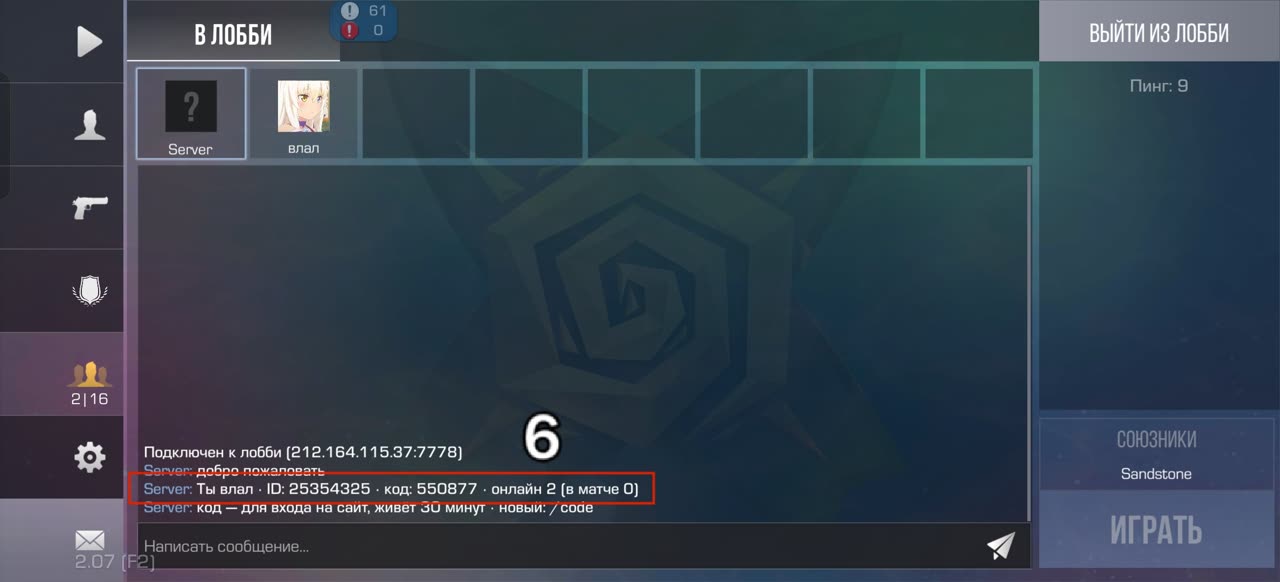 61
0
В ЛОББИ
ВЫЙТИ ИЗ ЛОББИ
Пинг: 9
?
Server
влал
2|16
6
Подключен к лобби (212.164.115.37:7778)
Server: добро пожаловать
Server: Ты влал · ID: 25354325 · код: 550877 · онлайн 2 (в матче 0)
Server: код — для входа на сайт, живёт 30 минут · новый: /code
Написать сообщение...
2.07 (F2)
СОЮЗНИКИ
Sandstone
ИГРАТЬ